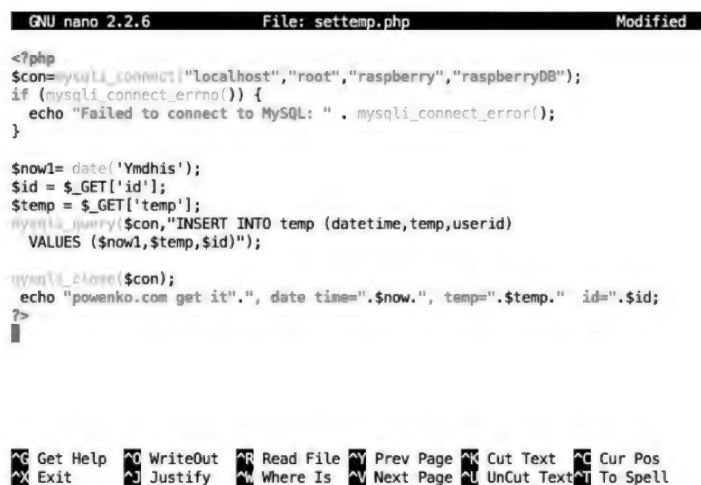 GNU nano 2.2.6 File: settemp.php Modified
<?php
$con=mysqli_connect("localhost","root","raspberry","raspberryDB");
if (mysqli_connect_errno()) {
echo "Failed to connect to MySQL: " . mysqli_connect_error();
}
$now1= date('Ymdhis');
$id = $_GET['id'];
$temp = $_GET['temp'];
mysqli_query($con,"INSERT INTO temp (datetime,temp,userid)
VALUES ($now1,$temp,$id)");
mysqli_close($con);
echo "powenko.com get it".", date time=".$now.", temp=".$temp." id=".$id;
?>
^G Get Help ^O WriteOut ^R Read File ^Y Prev Page ^K Cut Text ^C Cur Pos
^X Exit ^J Justify ^W Where Is ^V Next Page ^U UnCut Text ^T To Spell